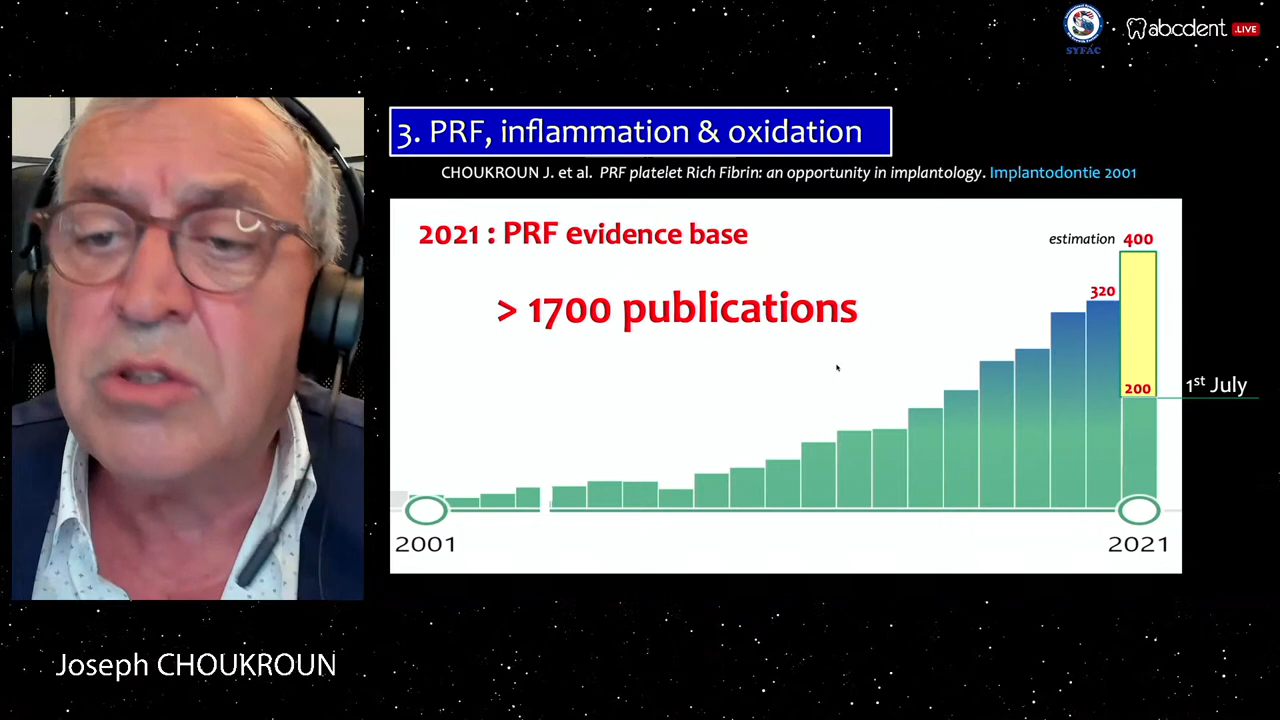 SYFAC
abcdent .LIVE
3. PRF, inflammation & oxidation
CHOUKROUN J. et al. PRF platelet Rich Fibrin: an opportunity in implantology. Implantodontie 2001
2021 : PRF evidence base
> 1700 publications
estimation 400
320
200
1st July
2001
2021
Joseph CHOUKROUN